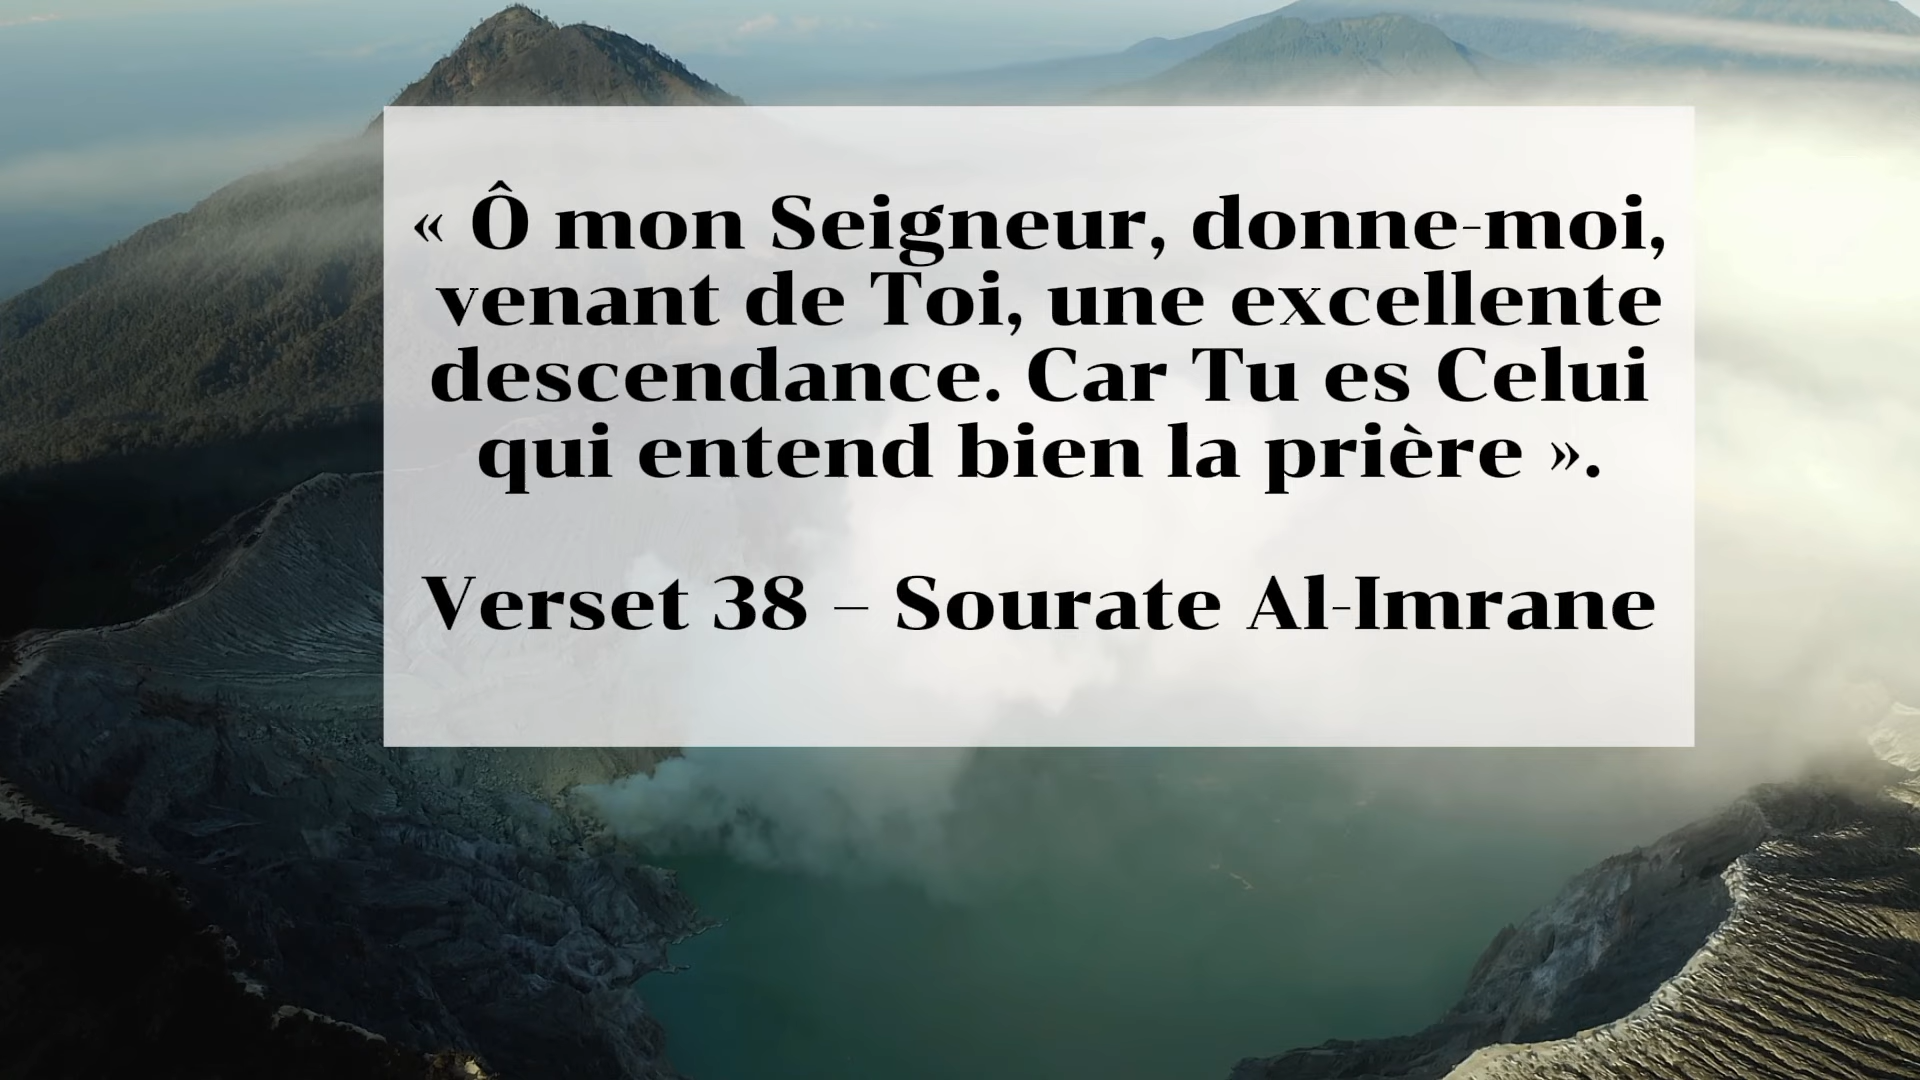 « Ô mon Seigneur, donne-moi,
venant de Toi, une excellente
descendance. Car Tu es Celui
qui entend bien la prière ».
Verset 38 – Sourate Al-Imrane